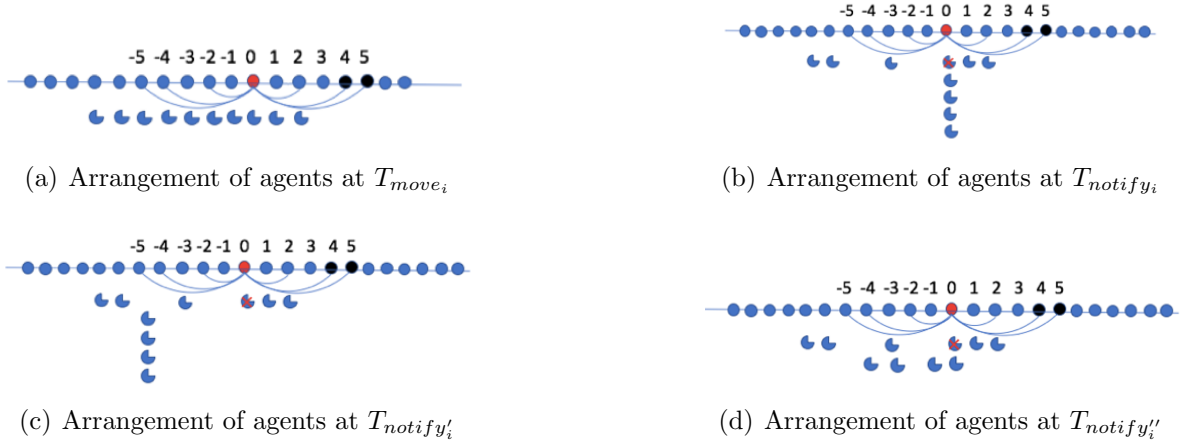 -5 -4 -3 -2 -1 0 1 2 3 4 5
(a) Arrangement of agents at T_{move_i}
-5 -4 -3 -2 -1 0 1 2 3 4 5
(b) Arrangement of agents at T_{notify_i}
-5 -4 -3 -2 -1 0 1 2 3 4 5
(c) Arrangement of agents at T_{notify'_i}
-5 -4 -3 -2 -1 0 1 2 3 4 5
(d) Arrangement of agents at T_{notify''_i}